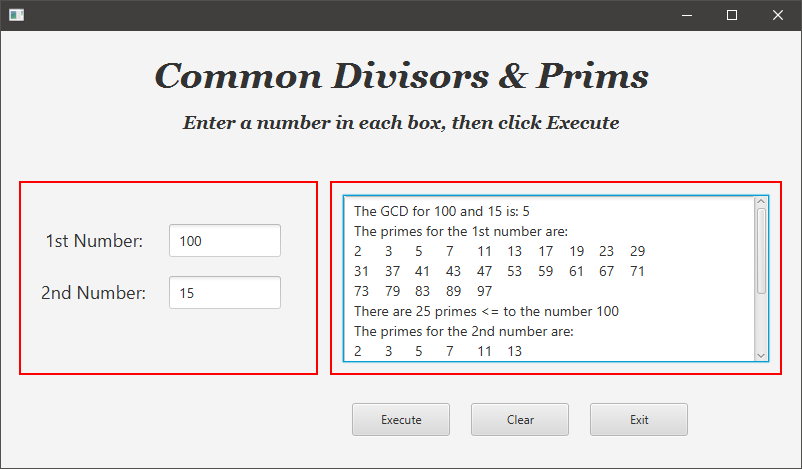 Common Divisors & Prims
Enter a number in each box, then click Execute
1st Number:
100
2nd Number:
15
The GCD for 100 and 15 is: 5
The primes for the 1st number are:
2 3 5 7 11 13 17 19 23 29
31 37 41 43 47 53 59 61 67 71
73 79 83 89 97
There are 25 primes <= to the number 100
The primes for the 2nd number are:
2 3 5 7 11 13
Execute
Clear
Exit